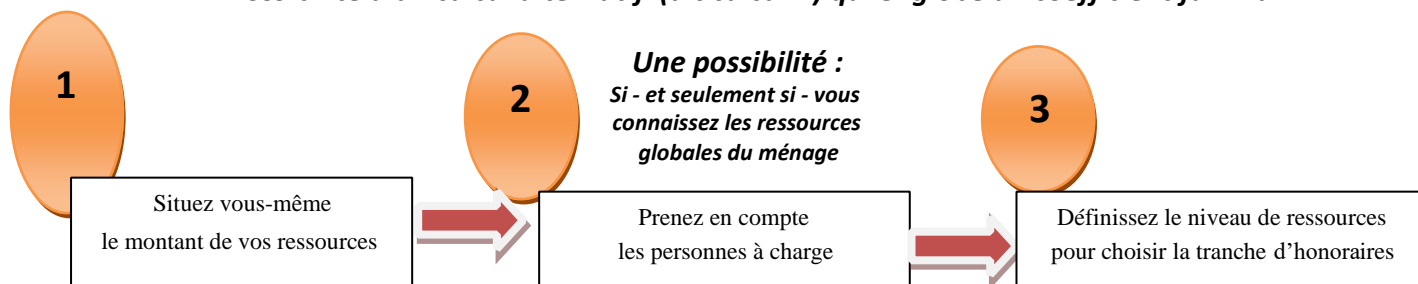 1
Situez vous-même
le montant de vos ressources
2
Une possibilité :
Si - et seulement si - vous
connaissez les ressources
globales du ménage
Prenez en compte
les personnes à charge
3
Définissez le niveau de ressources
pour choisir la tranche d’honoraires